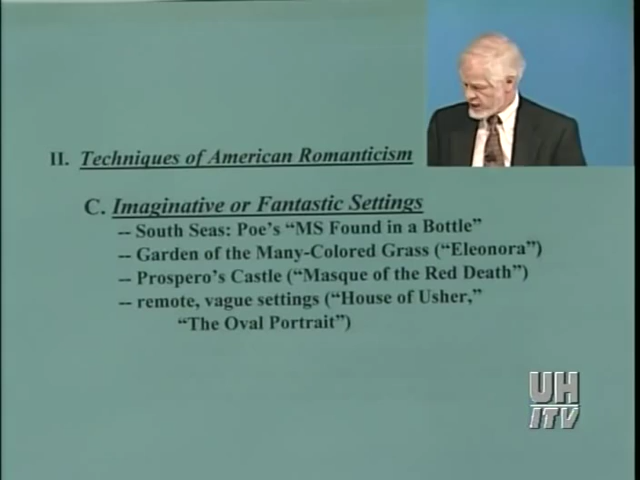 II. Techniques of American Romanticism
C. Imaginative or Fantastic Settings
-- South Seas: Poe's "MS Found in a Bottle"
-- Garden of the Many-Colored Grass ("Eleonora")
-- Prospero's Castle ("Masque of the Red Death")
-- remote, vague settings ("House of Usher,"
"The Oval Portrait")
UH
ITV